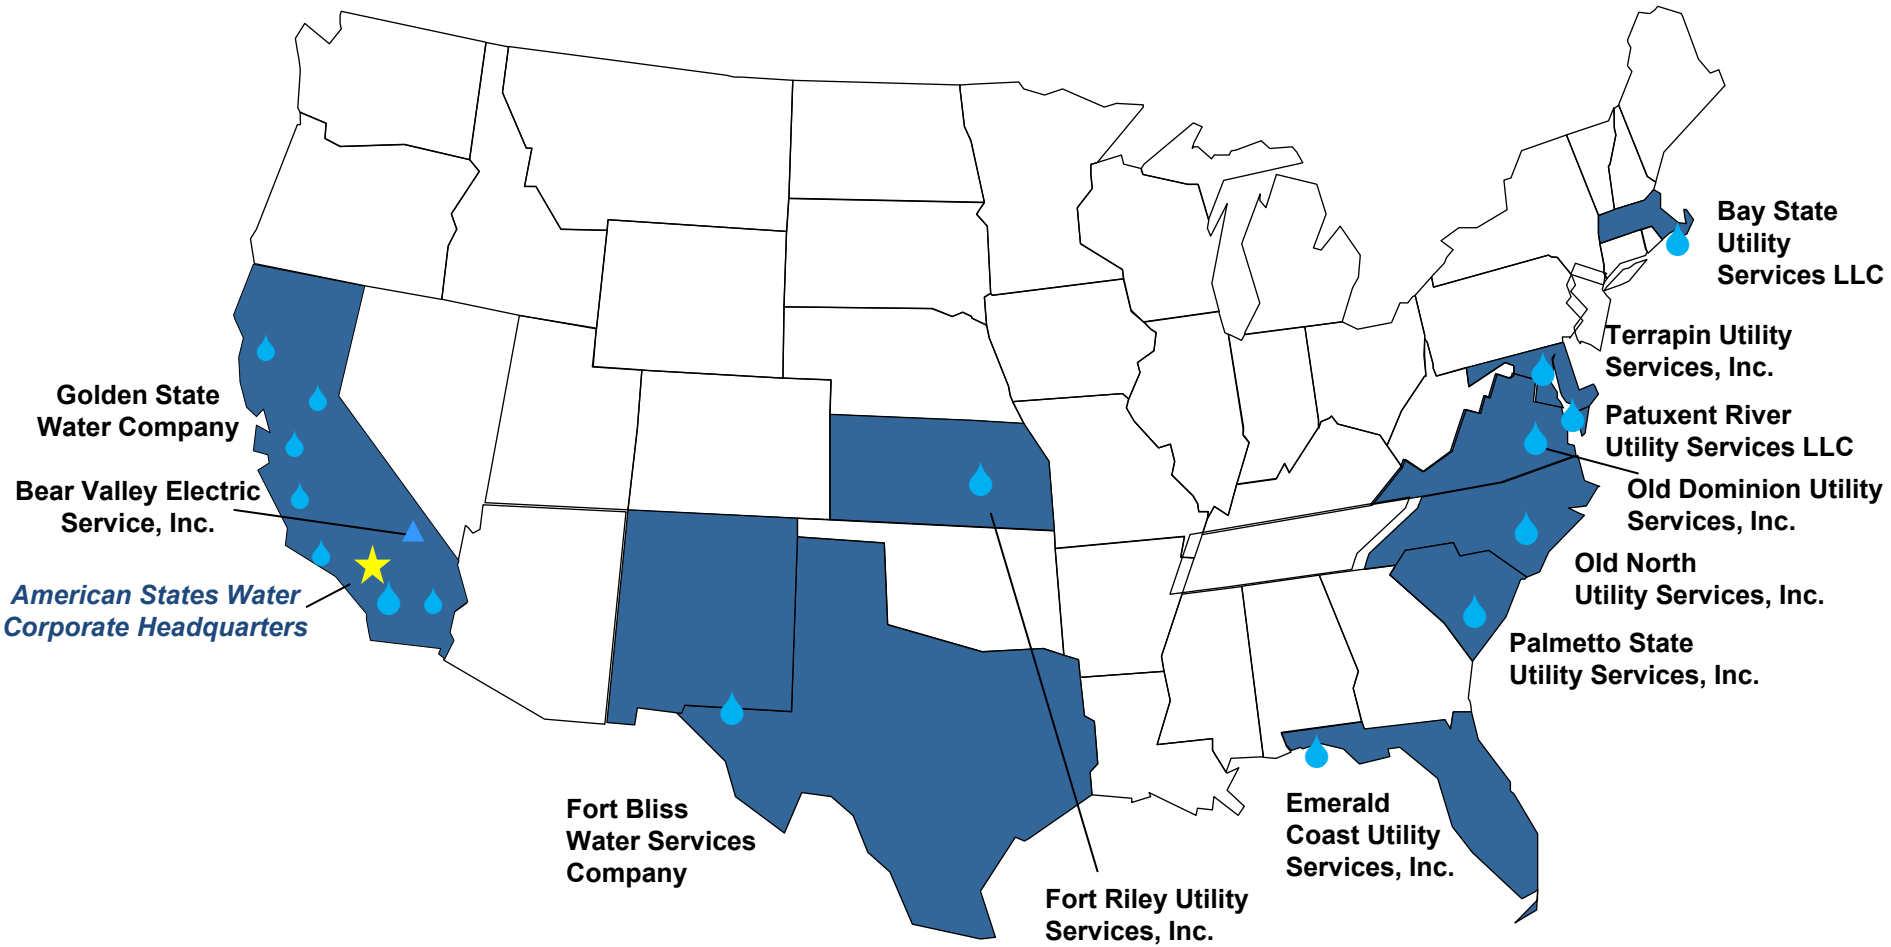 Bay State
Utility
Services LLC
Terrapin Utility
Services, Inc.
Golden State
Water Company
Patuxent River
Utility Services LLC
Bear Valley Electric
Service, Inc.
Old Dominion Utility
Services, Inc.
Old North
Utility Services, Inc.
American States Water
Corporate Headquarters
Palmetto State
Utility Services, Inc.
Fort Bliss
Water Services
Company
Emerald
Coast Utility
Services, Inc.
Fort Riley Utility
Services, Inc.